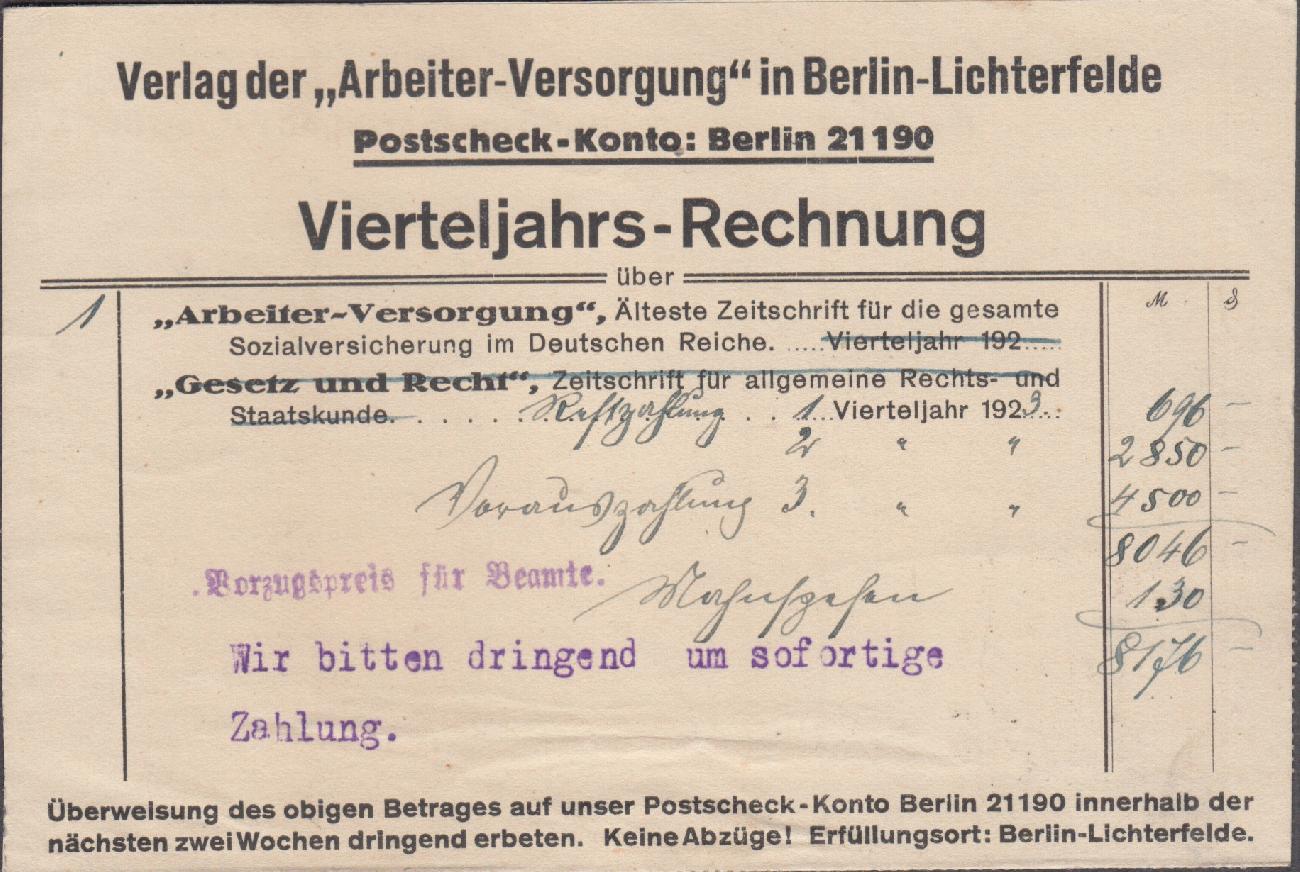 Verlag der „Arbeiter-Versorgung“ in Berlin-Lichterfelde
Postscheck-Konto: Berlin 21190
Vierteljahrs-Rechnung
über
1 „Arbeiter-Versorgung“, Älteste Zeitschrift für die gesamte M
Sozialversicherung im Deutschen Reiche. ..... Vierteljahr 192.....
„Gesetz und Recht“, Zeitschrift für allgemeine Rechts- und
Staatskunde. . . . . . Restzahlung . . 1. Vierteljahr 1923. . 696 –
2 " " 2850 –
Vorauszahlung 3. " " 4500 –
8046 –
Vorzugspreis für Beamte. Mahnspesen 130
8176 –
Wir bitten dringend um sofortige
Zahlung.
Überweisung des obigen Betrages auf unser Postscheck-Konto Berlin 21190 innerhalb der
nächsten zwei Wochen dringend erbeten. Keine Abzüge! Erfüllungsort: Berlin-Lichterfelde.